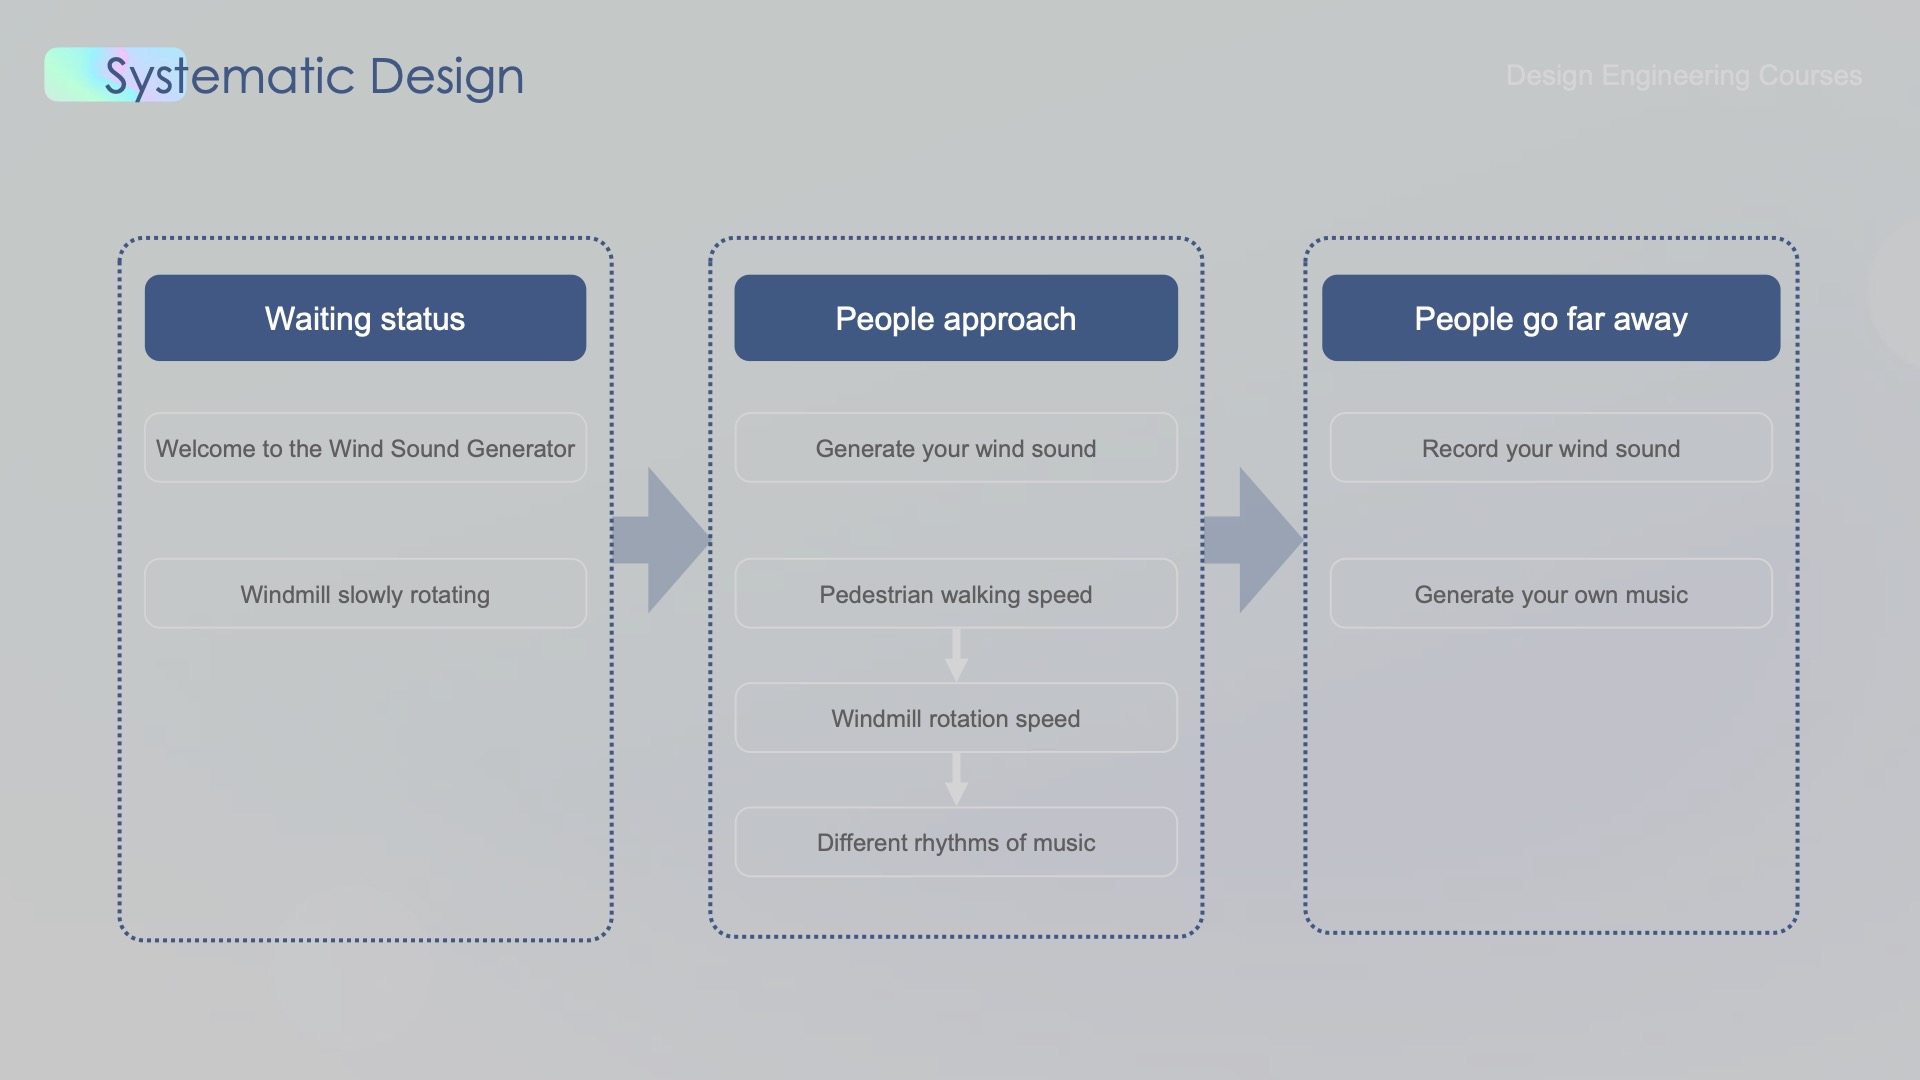 Systematic Design
Design Engineering Courses
Waiting status
Welcome to the Wind Sound Generator
Windmill slowly rotating
People approach
Generate your wind sound
Pedestrian walking speed
Windmill rotation speed
Different rhythms of music
People go far away
Record your wind sound
Generate your own music